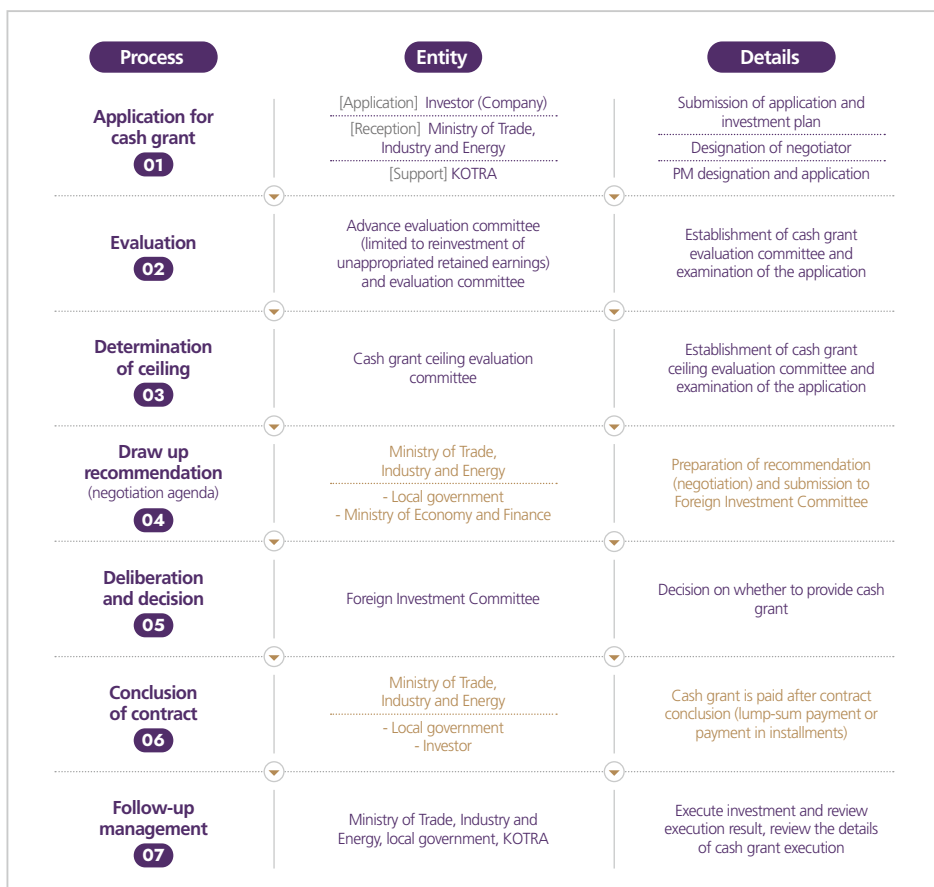 Process
Entity
Details
Application for
cash grant
01
[Application] Investor (Company)
[Reception] Ministry of Trade,
Industry and Energy
[Support] KOTRA
Submission of application and
investment plan
Designation of negotiator
PM designation and application
Evaluation
02
Advance evaluation committee
(limited to reinvestment of
unappropriated retained earnings)
and evaluation committee
Establishment of cash grant
evaluation committee and
examination of the application
Determination
of ceiling
03
Cash grant ceiling evaluation
committee
Establishment of cash grant
ceiling evaluation committee and
examination of the application
Draw up
recommendation
(negotiation agenda)
04
Ministry of Trade,
Industry and Energy
- Local government
- Ministry of Economy and Finance
Preparation of recommendation
(negotiation) and submission to
Foreign Investment Committee
Deliberation
and decision
05
Foreign Investment Committee
Decision on whether to provide cash
grant
Conclusion
of contract
06
Ministry of Trade,
Industry and Energy
- Local government
- Investor
Cash grant is paid after contract
conclusion (lump-sum payment or
payment in installments)
Follow-up
management
07
Ministry of Trade, Industry and
Energy, local government, KOTRA
Execute investment and review
execution result, review the details
of cash grant execution